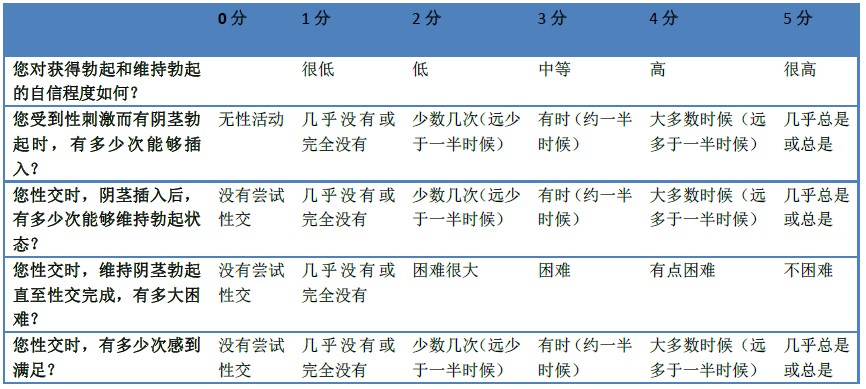 0分 1分 2分 3分 4分 5分
您对获得勃起和维持勃起 很低 低 中等 高 很高
的自信程度如何？
您受到性刺激而有阴茎勃 无性活动 几乎没有或 少数几次（远少 有时（约一半 大多数时候（远 几乎总是
起时，有多少次能够插 完全没有 于一半时候） 时候） 多于一半时候） 或总是
入？
您性交时，阴茎插入后， 没有尝试 几乎没有或 少数几次（远少 有时（约一半 大多数时候（远 几乎总是
有多少次能够维持勃起状 性交 完全没有 于一半时候） 时候） 多于一半时候） 或总是
态？
您性交时，维持阴茎勃起 没有尝试 几乎没有或 困难很大 困难 有点困难 不困难
直至性交完成，有多大困 性交 完全没有
难？
您性交时，有多少次感到 没有尝试 几乎没有或 少数几次（远少 有时（约一半 大多数时候（远 几乎总是
满足？ 性交 完全没有 于一半时候） 时候） 多于一半时候） 或总是